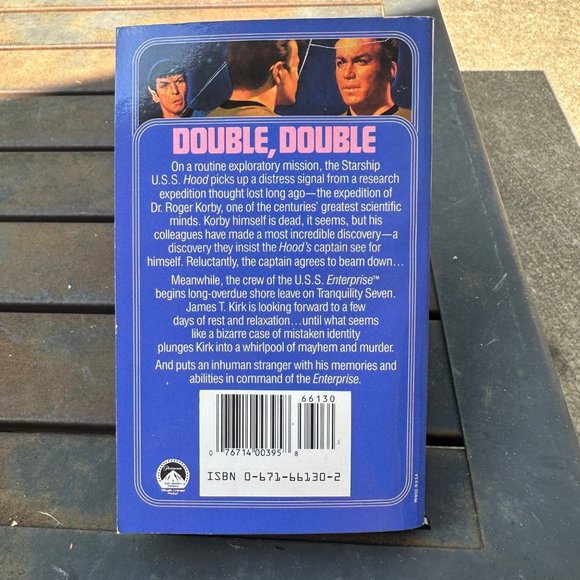 DOUBLE, DOUBLE
On a routine exploratory mission, the Starship
U.S.S. Hood picks up a distress signal from a research
expedition thought lost long ago—the expedition of
Dr. Roger Korby, one of the centuries' greatest scientific
minds. Korby himself is dead, it seems, but his
colleagues have made a most incredible discovery—a
discovery they insist the Hood's captain see for
himself. Reluctantly, the captain agrees to beam down...
Meanwhile, the crew of the U.S.S. Enterprise™
begins long-overdue shore leave on Tranquility Seven.
James T. Kirk is looking forward to a few
days of rest and relaxation...until what seems
like a bizarre case of mistaken identity
plunges Kirk into a whirlpool of mayhem and murder.
And puts an inhuman stranger with his memories and
abilities in command of the Enterprise.
66130
0 76714 00395 8
ISBN 0-671-66130-2
Paramount
Officially Licensed
Product
PRINTED IN U.S.A.